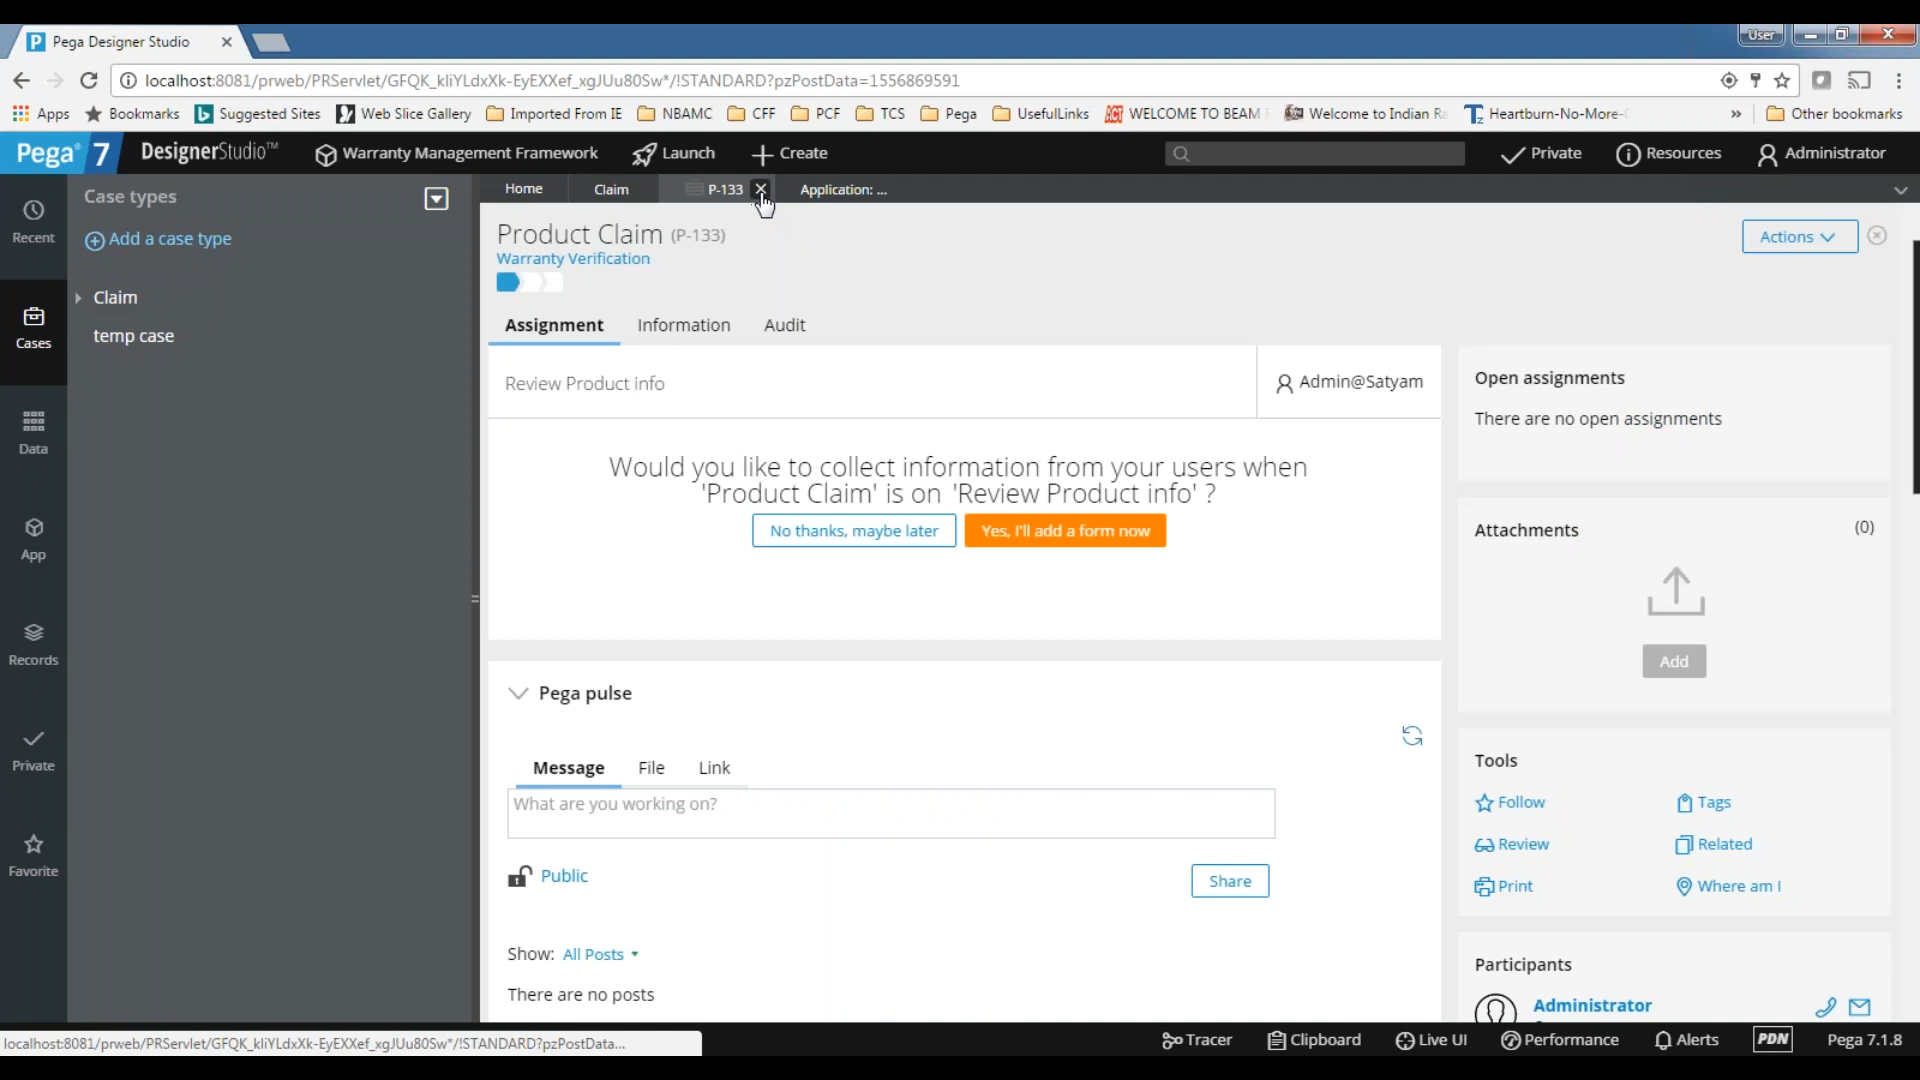 Pega Designer Studio
User
localhost:8081/prweb/PRServlet/GFQK_kliYLdxXk-EyEXXef_xgJUu80Sw*/!STANDARD?pzPostData=1556869591
Apps Bookmarks Suggested Sites Web Slice Gallery Imported From IE NBAMC CFF PCF TCS Pega UsefulLinks WELCOME TO BEAM Welcome to Indian Ra Heartburn-No-More- » Other bookmarks
Pega 7 DesignerStudio™ Warranty Management Framework Launch Create Private Resources Administrator
Recent
Cases
Data
App
Records
Private
Favorite
Case types
Add a case type
Claim
temp case
Home Claim P-133 Application: ...
Product Claim (P-133)
Actions
Warranty Verification
Assignment Information Audit
Review Product info
Admin@Satyam
Would you like to collect information from your users when
'Product Claim' is on 'Review Product info' ?
No thanks, maybe later Yes, I'll add a form now
Pega pulse
Message File Link
What are you working on?
Public
Share
Show: All Posts
There are no posts
Open assignments
There are no open assignments
Attachments (0)
Add
Tools
Follow Tags
Review Related
Print Where am I
Participants
Administrator
localhost:8081/prweb/PRServlet/GFQK_kliYLdxXk-EyEXXef_xgJUu80Sw*/!STANDARD?pzPostData...
Tracer Clipboard Live UI Performance Alerts PDN Pega 7.1.8